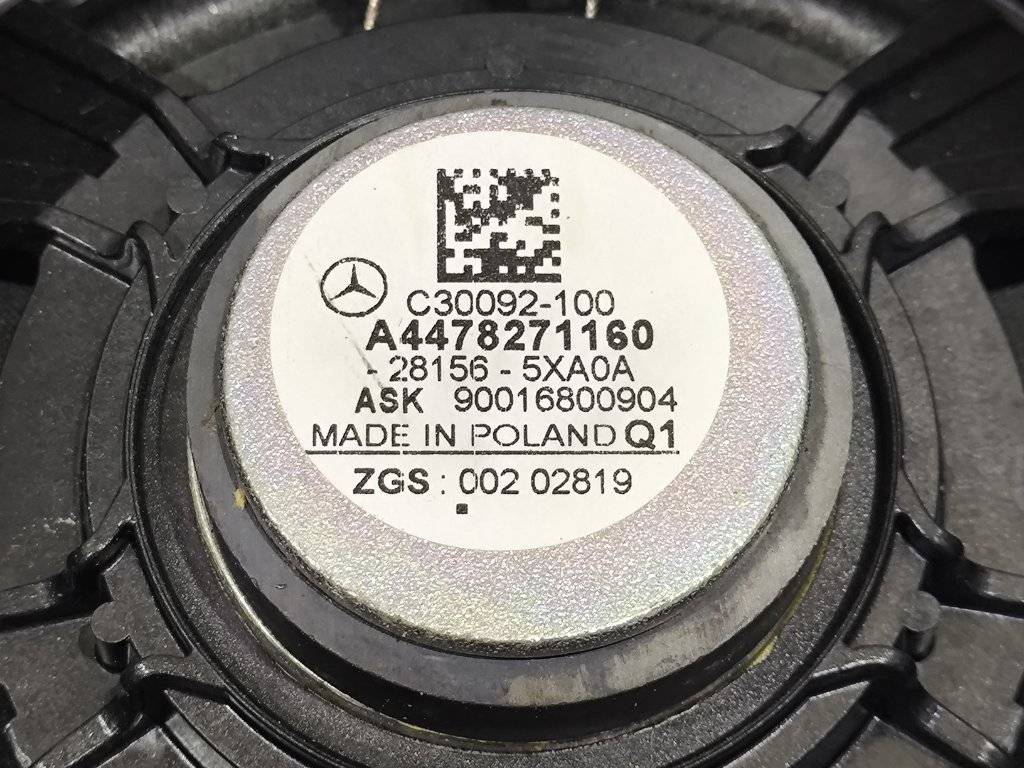 C30092-100
A4478271160
- 28156 - 5XA0A
ASK 90016800904
MADE IN POLAND Q1
ZGS : 002 02819